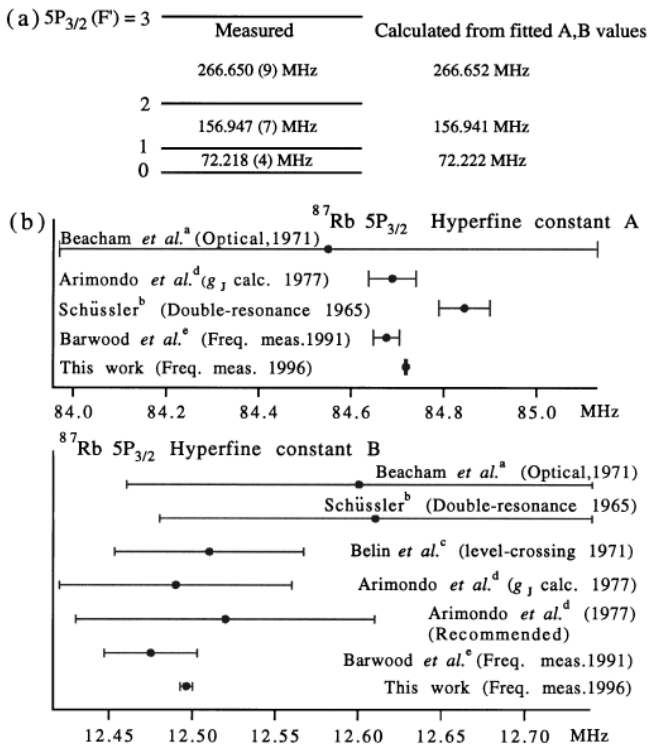 (a) 5P3/2 (F') = 3
Measured Calculated from fitted A,B values
266.650 (9) MHz 266.652 MHz
2
156.947 (7) MHz 156.941 MHz
1
72.218 (4) MHz 72.222 MHz
0
(b) 87Rb 5P3/2 Hyperfine constant A
Beacham et al.a (Optical,1971)
Arimondo et al.d(gJ calc. 1977)
Schüsslerb (Double-resonance 1965)
Barwood et al.e (Freq. meas.1991)
This work (Freq. meas. 1996)
84.0 84.2 84.4 84.6 84.8 85.0 MHz
87Rb 5P3/2 Hyperfine constant B
Beacham et al.a (Optical,1971)
Schüsslerb (Double-resonance 1965)
Belin et al.c (level-crossing 1971)
Arimondo et al.d (gJ calc. 1977)
Arimondo et al.d (1977)
(Recommended)
Barwood et al.e (Freq. meas.1991)
This work (Freq. meas.1996)
12.45 12.50 12.55 12.60 12.65 12.70 MHz